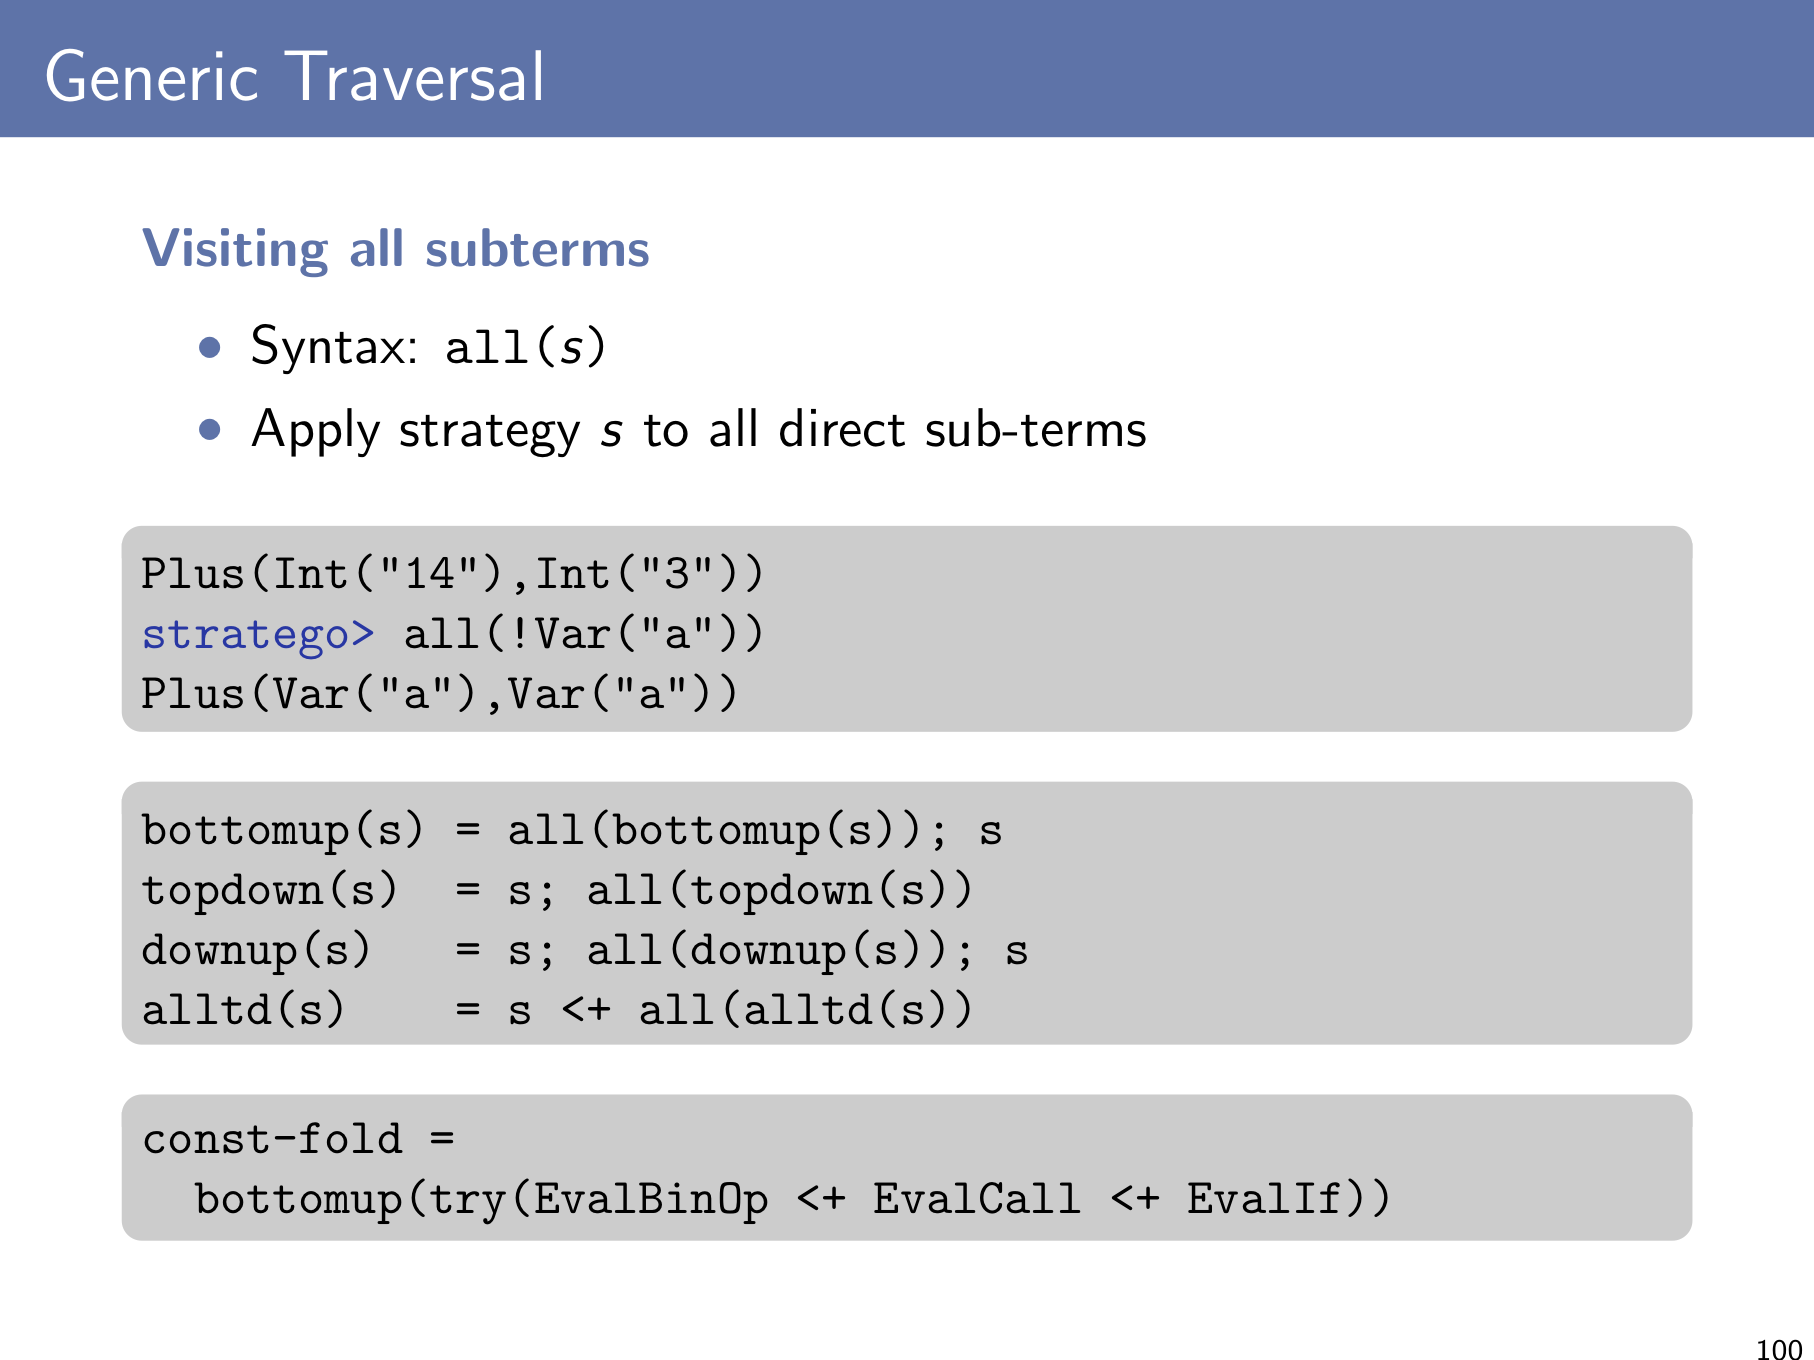 Generic Traversal
Visiting all subterms
• Syntax: all(s)
• Apply strategy s to all direct sub-terms
Plus(Int("14"),Int("3"))
stratego> all(!Var("a"))
Plus(Var("a"),Var("a"))
bottomup(s) = all(bottomup(s)); s
topdown(s)  = s; all(topdown(s))
downup(s)   = s; all(downup(s)); s
alltd(s)    = s <+ all(alltd(s))
const-fold =
  bottomup(try(EvalBinOp <+ EvalCall <+ EvalIf))
100